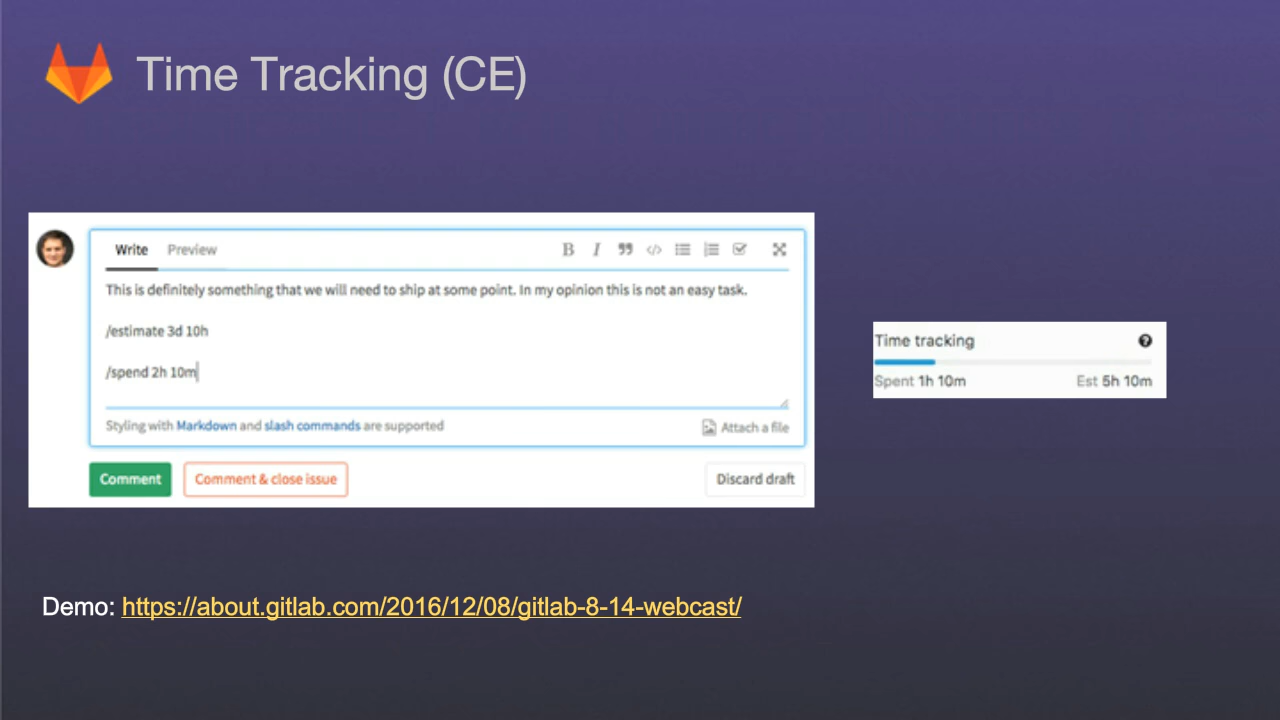 Time Tracking (CE)
Write Preview
B I
This is definitely something that we will need to ship at some point. In my opinion this is not an easy task.
/estimate 3d 10h
/spend 2h 10m
Styling with Markdown and slash commands are supported
Attach a file
Comment
Comment & close issue
Discard draft
Time tracking
Spent 1h 10m
Est 5h 10m
Demo: https://about.gitlab.com/2016/12/08/gitlab-8-14-webcast/